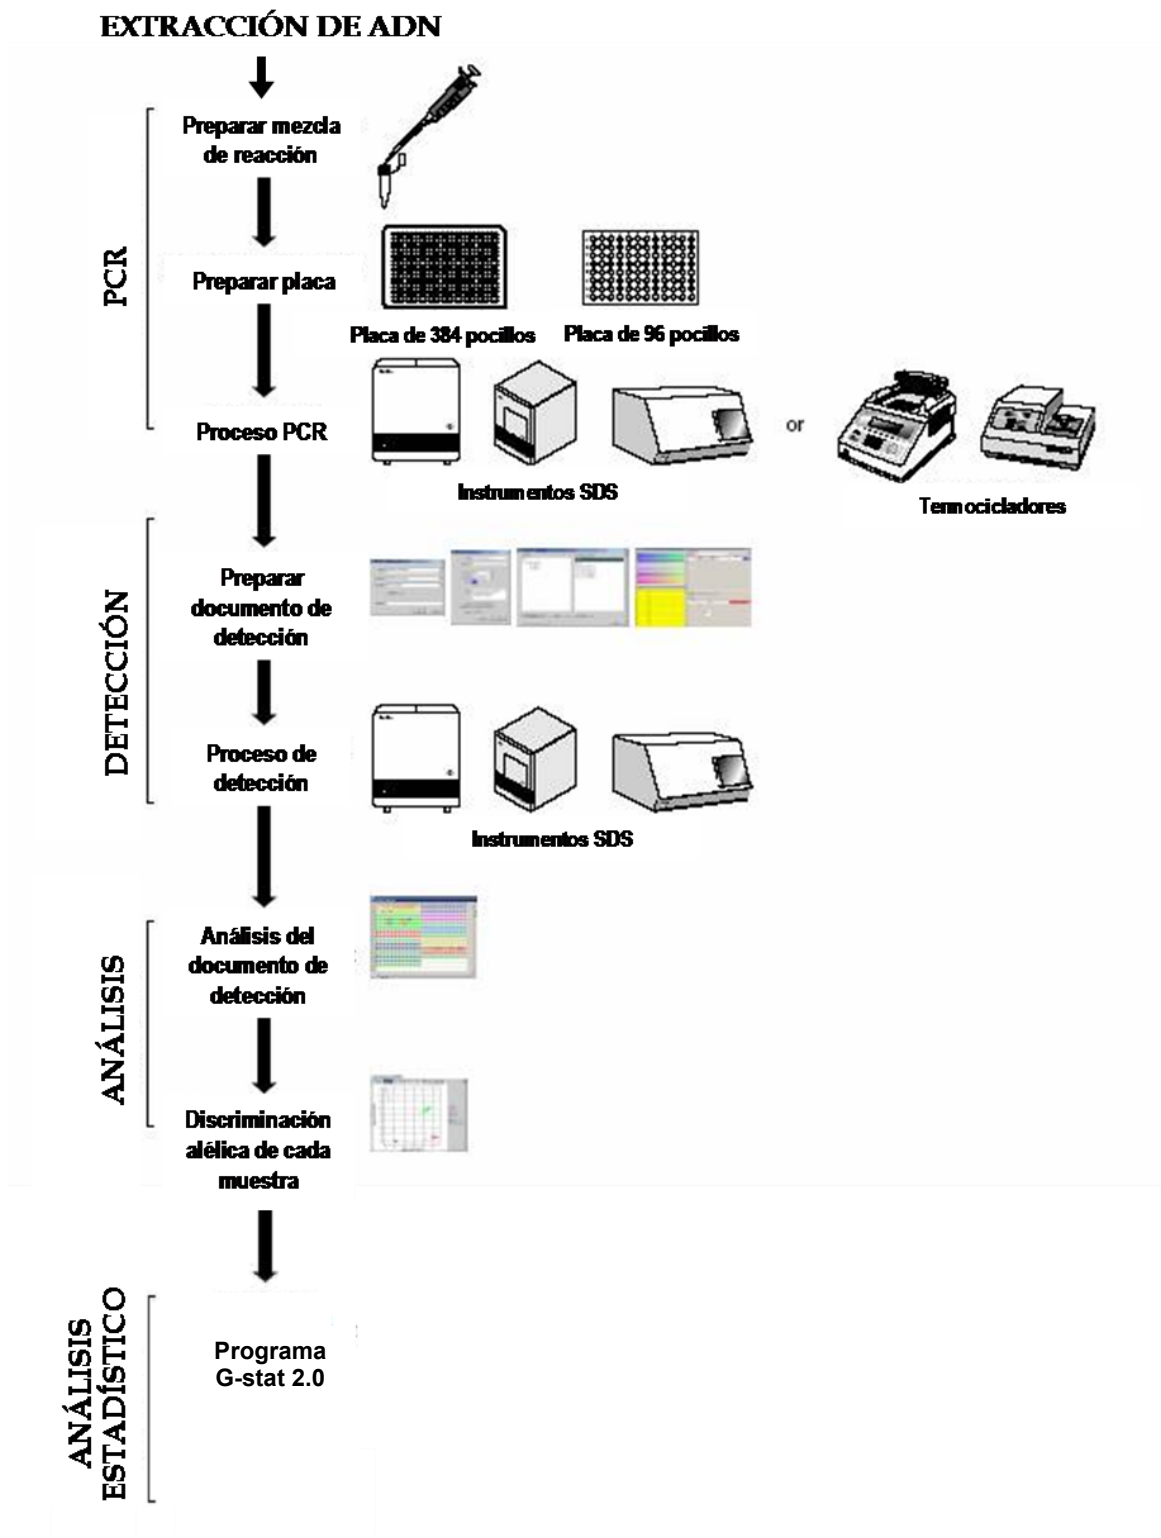 EXTRACCIÓN DE ADN
PCR
Preparar mezcla
de reacción
Preparar placa
Placa de 384 pocillos
Placa de 96 pocillos
Proceso PCR
or
Instrumentos SDS
Termocicladores
DETECCIÓN
Preparar
documento de
detección
Proceso de
detección
Instrumentos SDS
ANÁLISIS
Análisis del
documento de
detección
Discriminación
alélica de cada
muestra
ANÁLISIS
ESTADÍSTICO
Programa
G-stat 2.0